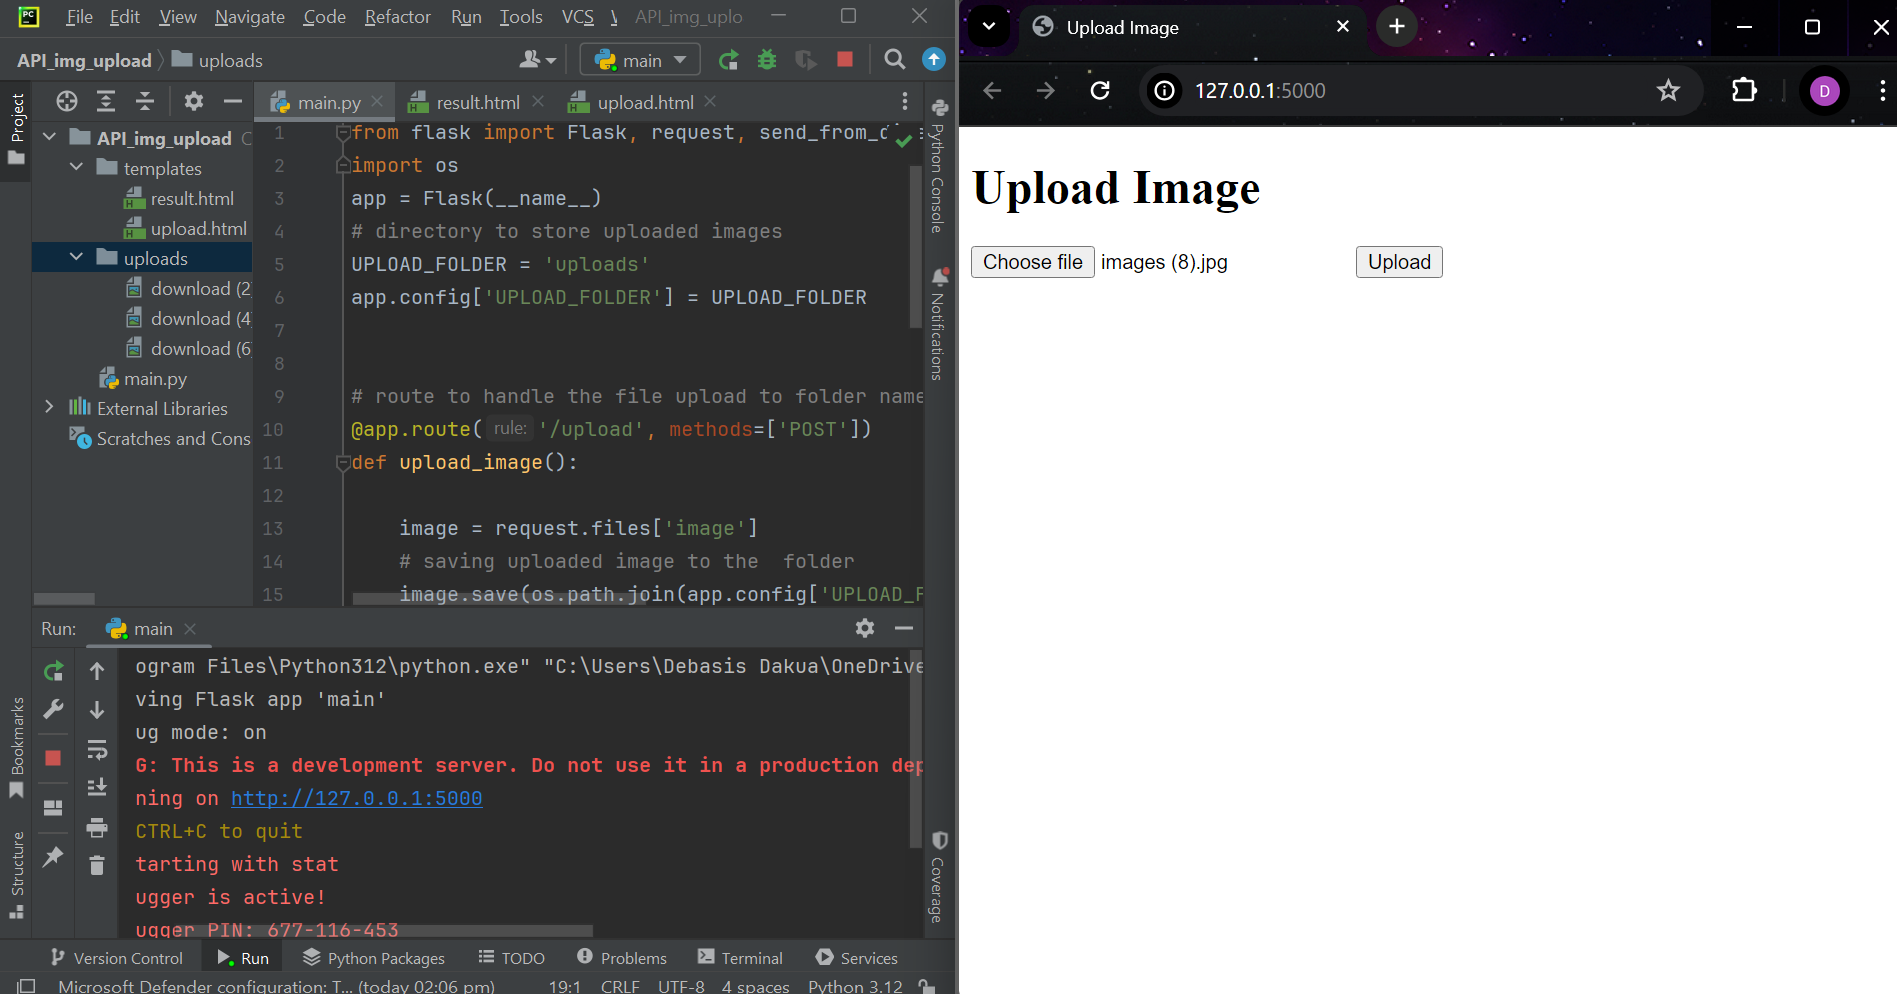 File Edit View Navigate Code Refactor Run Tools VCS API_img_uplo
API_img_upload uploads main
Project
main.py result.html upload.html
API_img_upload
templates
result.html
upload.html
uploads
download (2
download (4
download (6
main.py
External Libraries
Scratches and Cons
1 from flask import Flask, request, send_from_d
2 import os
3 app = Flask(__name__)
4 # directory to store uploaded images
5 UPLOAD_FOLDER = 'uploads'
6 app.config['UPLOAD_FOLDER'] = UPLOAD_FOLDER
7
8
9 # route to handle the file upload to folder name
10 @app.route( rule: '/upload', methods=['POST'])
11 def upload_image():
12
13 image = request.files['image']
14 # saving uploaded image to the  folder
15 image.save(os.path.join(app.config['UPLOAD_F
Python Console
Notifications
Coverage
Bookmarks
Structure
Run: main
ogram Files\Python312\python.exe" "C:\Users\Debasis Dakua\OneDrive
ving Flask app 'main'
ug mode: on
G: This is a development server. Do not use it in a production dep
ning on http://127.0.0.1:5000
CTRL+C to quit
tarting with stat
ugger is active!
ugger PIN: 677-116-453
Version Control Run Python Packages TODO Problems Terminal Services
Microsoft Defender configuration: T... (today 02:06 pm) 19:1 CRLF UTF-8 4 spaces Python 3.12
Upload Image
127.0.0.1:5000
D
Upload Image
Choose file images (8).jpg Upload